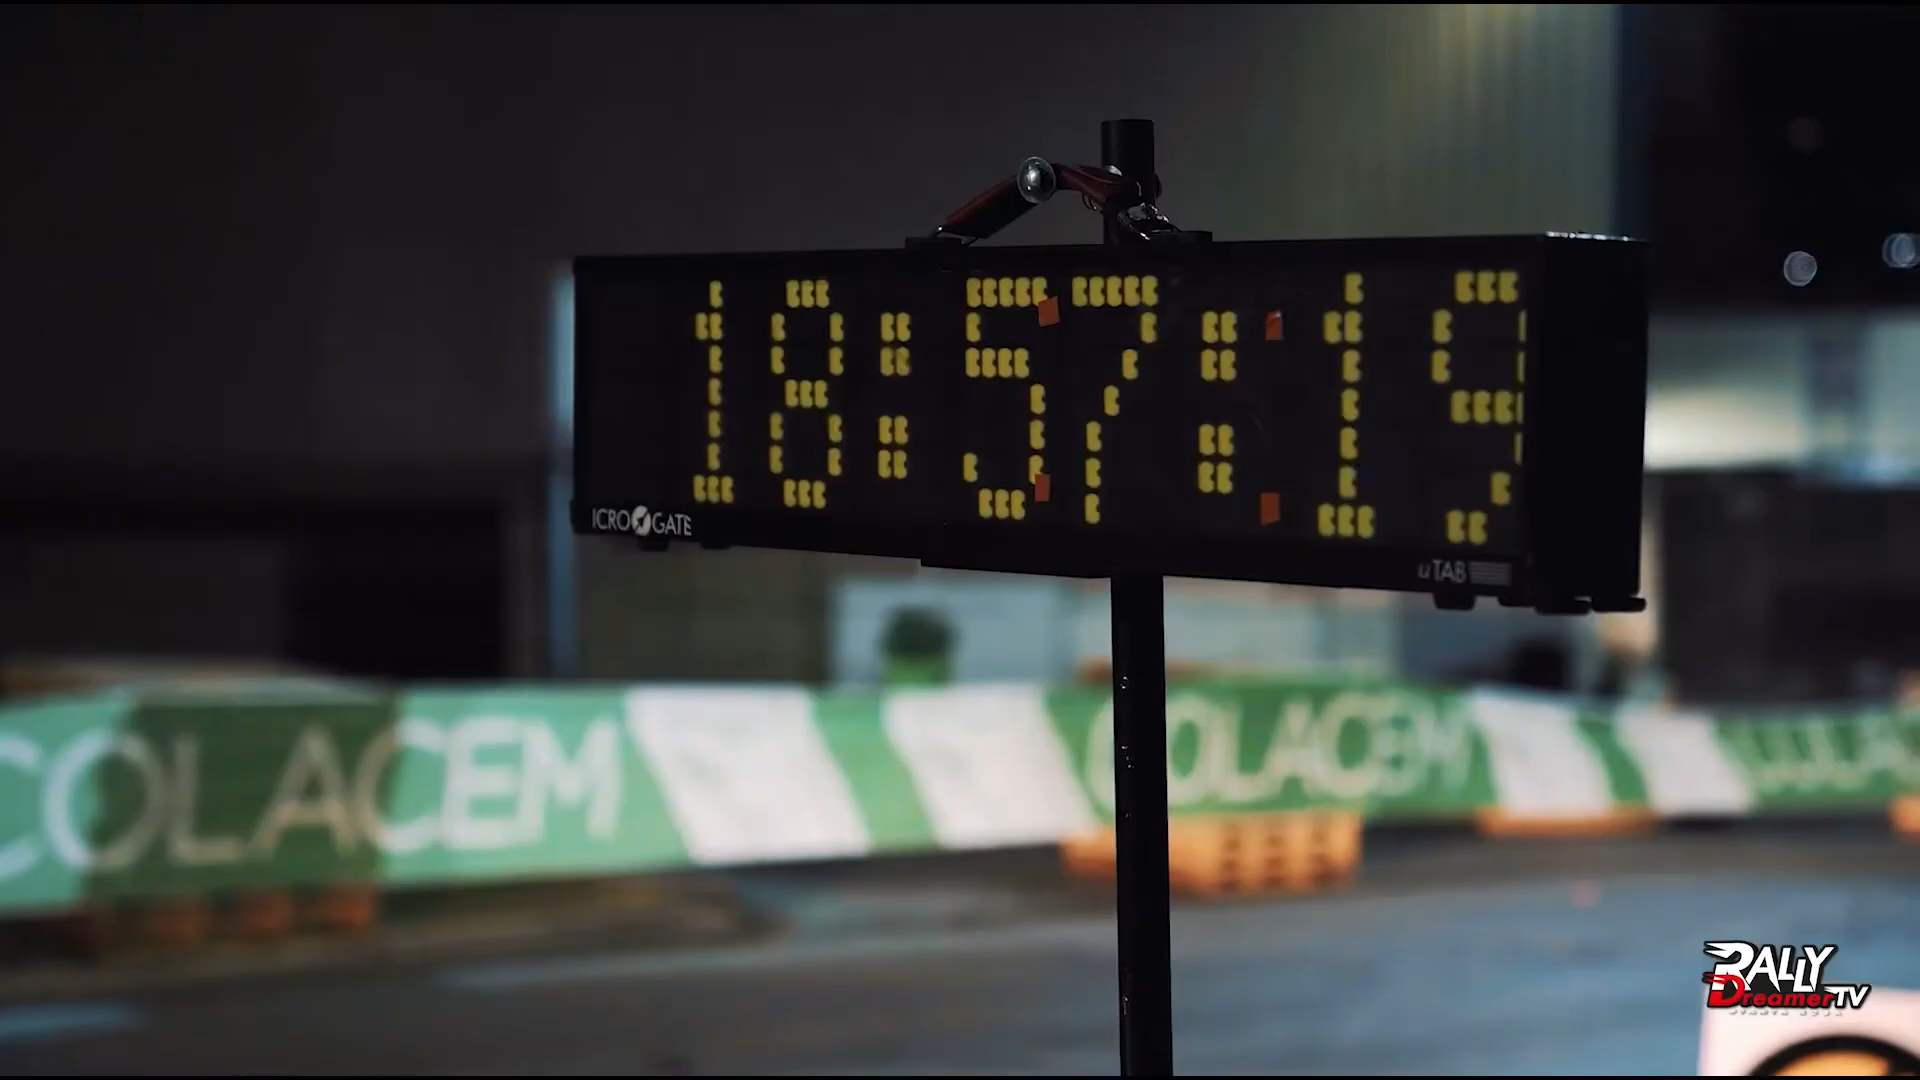 18:57:19
ICROGATE
uTAB
COLACEM
COLACEM
RALLY
DreamerTV